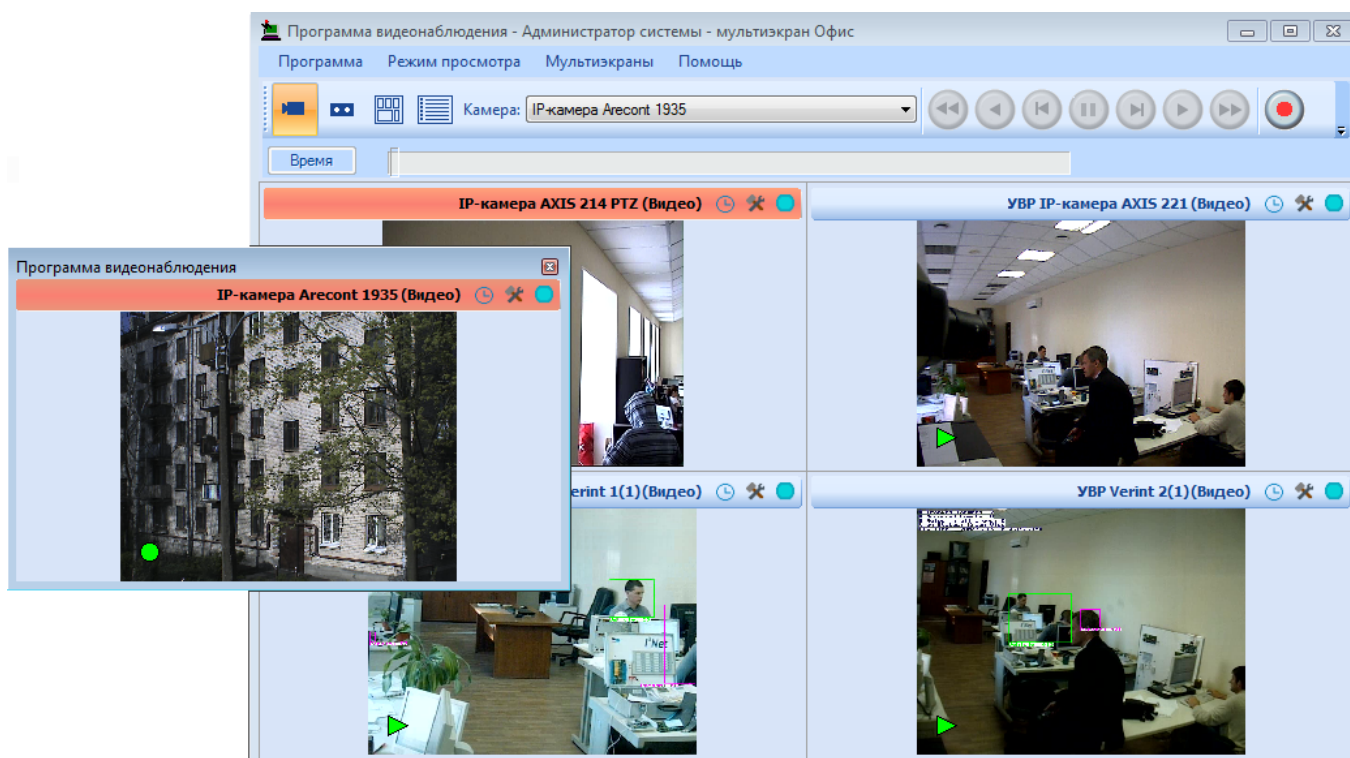 Программа видеонаблюдения - Администратор системы - мультиэкран Офис
Программа Режим просмотра Мультиэкраны Помощь
Камера: IP-камера Arecont 1935
Время
IP-камера AXIS 214 PTZ (Видео)
УВР IP-камера AXIS 221 (Видео)
Программа видеонаблюдения
IP-камера Arecont 1935 (Видео)
erint 1(1)(Видео)
УВР Verint 2(1)(Видео)